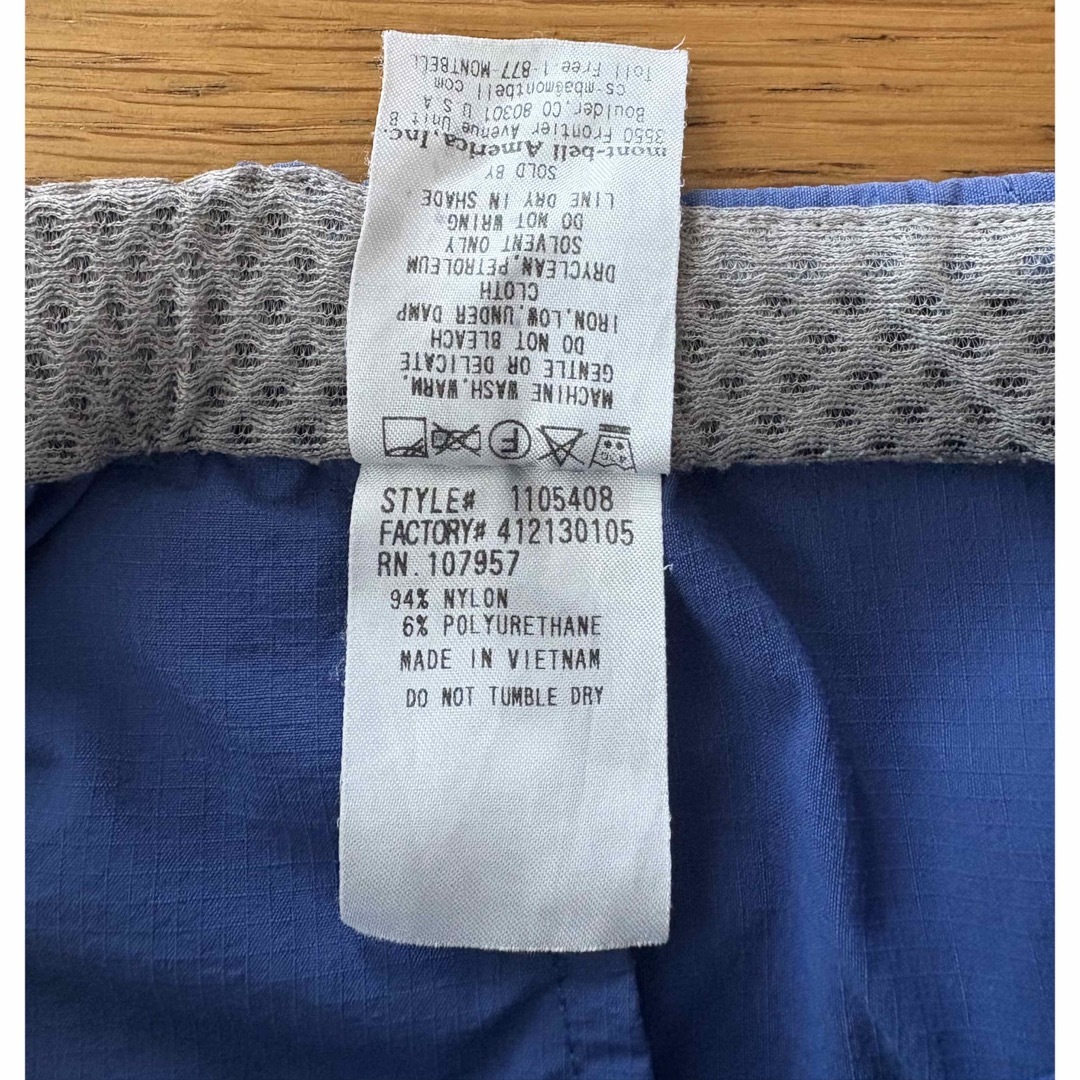 STYLE# 1105408
FACTORY# 412130105
RN. 107957
94% NYLON
6% POLYURETHANE
MADE IN VIETNAM
DO NOT TUMBLE DRY
F
MACHINE WASH,WARM,
GENTLE OR DELICATE
DO NOT BLEACH
IRON,LOW,UNDER DAMP
CLOTH
DRYCLEAN,PETROLEUM
SOLVENT ONLY
DO NOT WRING
LINE DRY IN SHADE
SOLD BY
mont-bell America, Inc.
3550 Frontier Avenue Unit B
Boulder,CO 80301 U S A
cs-mba@montbell com
Toll Free 1-877-MONTBELL